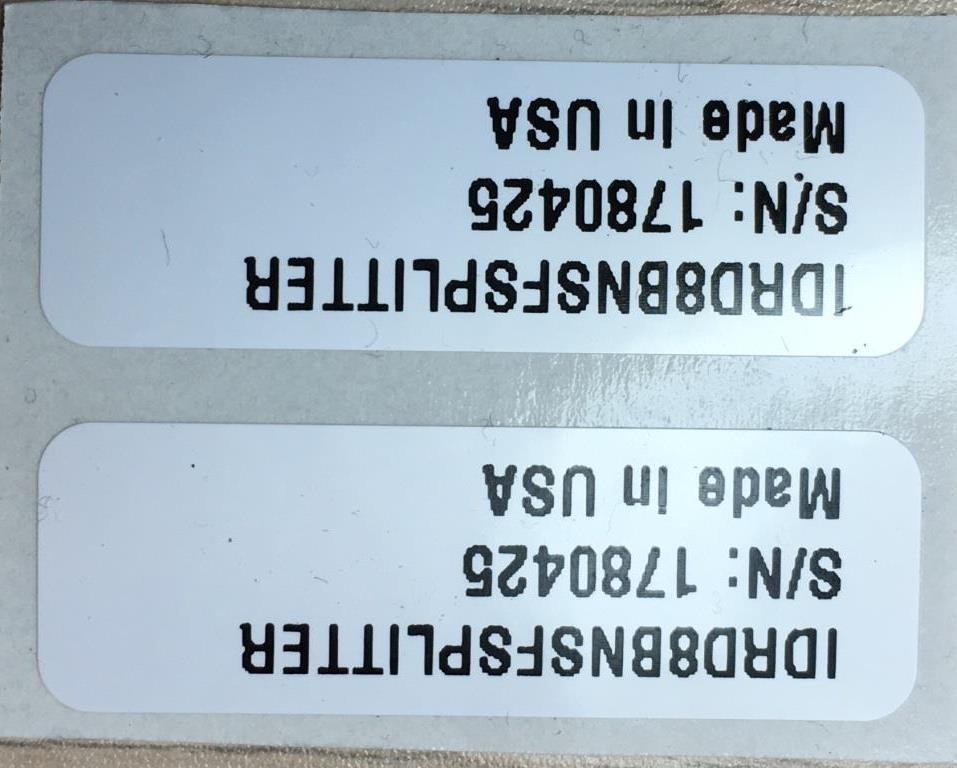 IDRD8BNSFSPLITTER
S/N: 1780425
Made in USA
IDRD8BNSFSPLITTER
S/N: 1780425
Made in USA